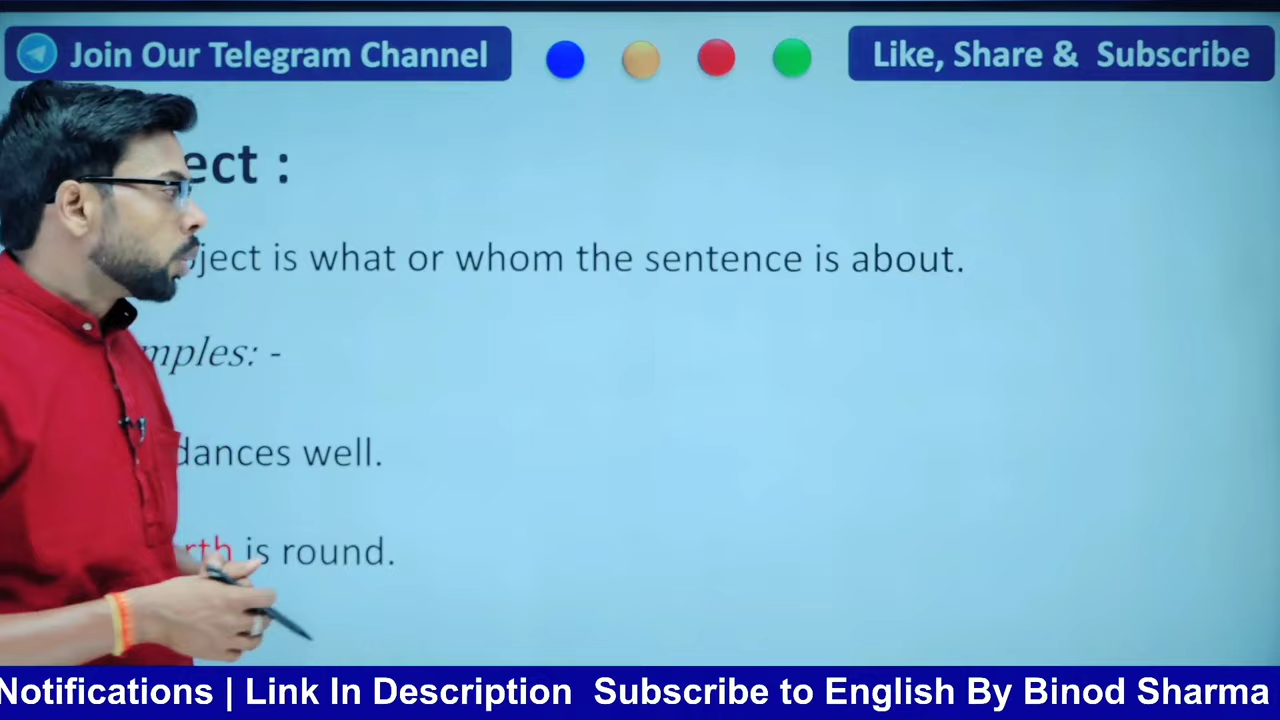 Join Our Telegram Channel
Like, Share & Subscribe
ect :
ject is what or whom the sentence is about.
mples: -
dances well.
rth is round.
Notifications | Link In Description Subscribe to English By Binod Sharma